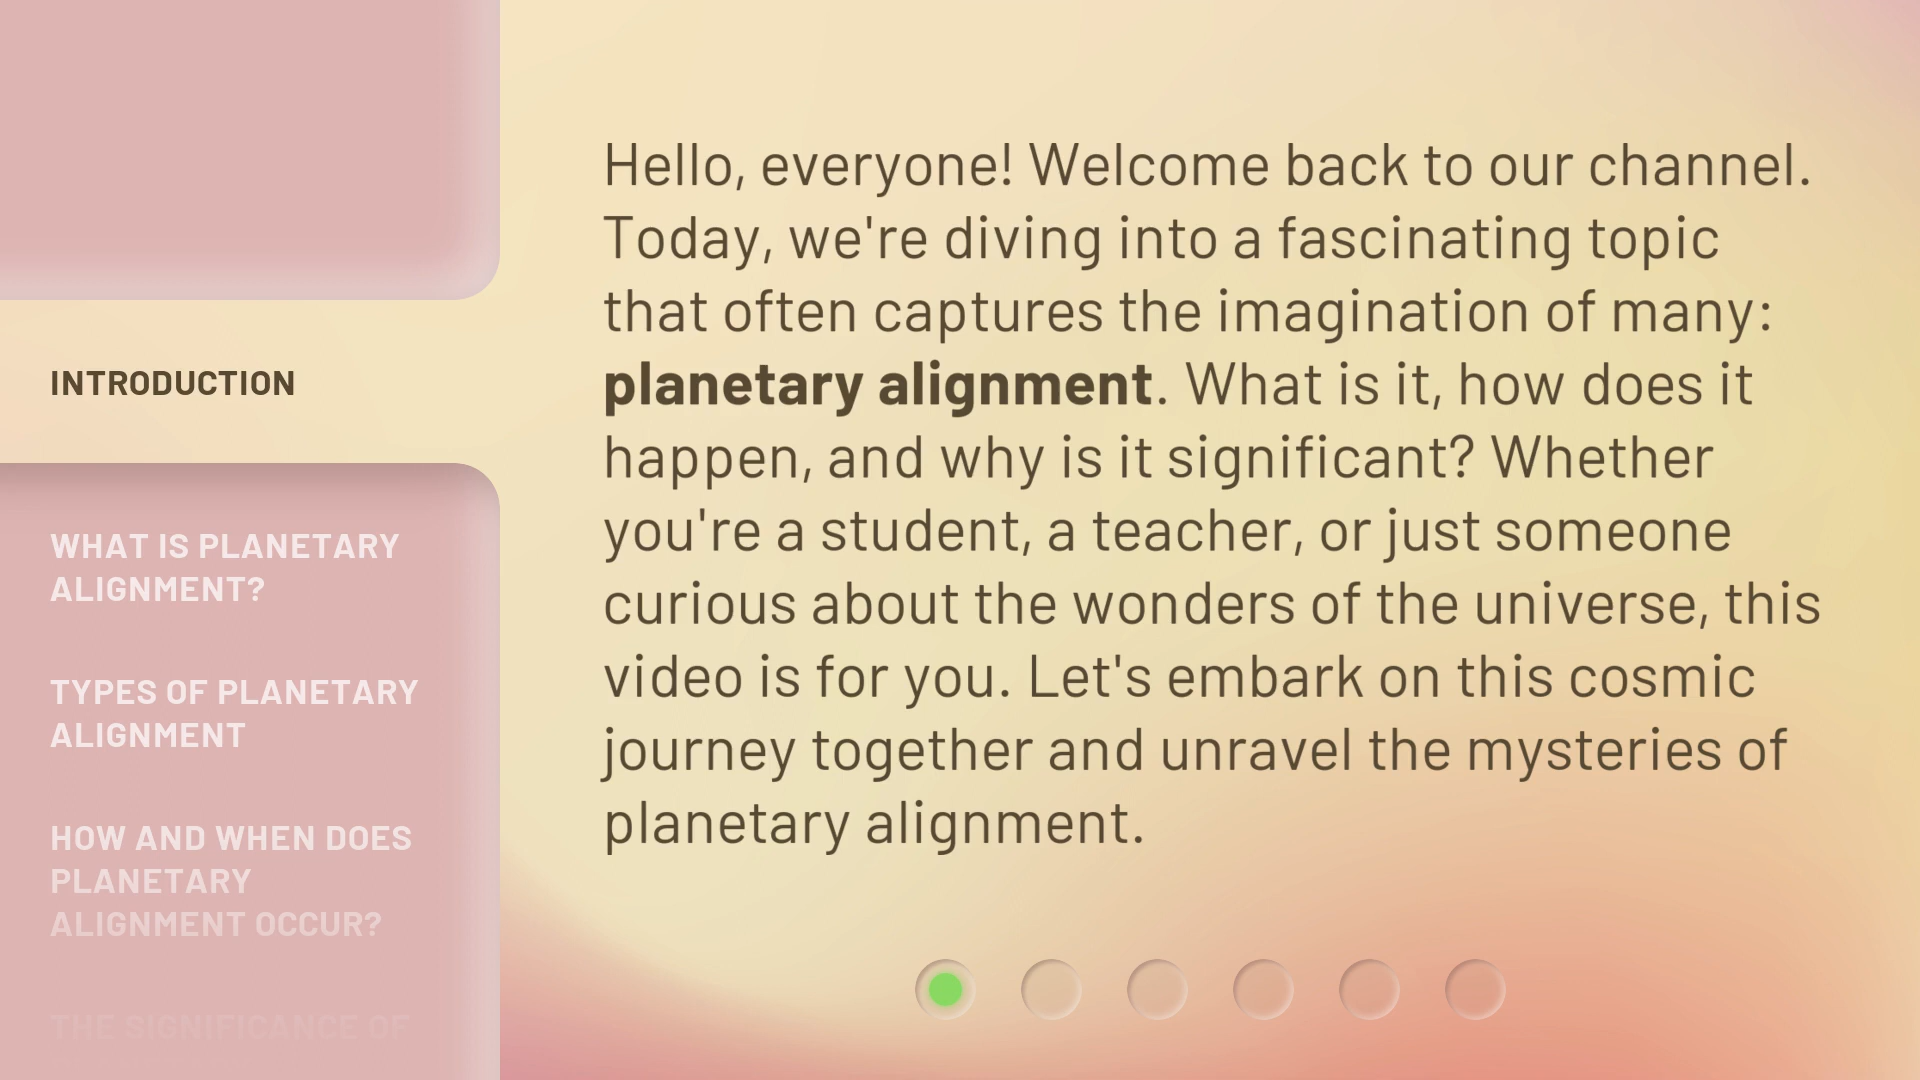 INTRODUCTION
WHAT IS PLANETARY
ALIGNMENT?
TYPES OF PLANETARY
ALIGNMENT
HOW AND WHEN DOES
PLANETARY
ALIGNMENT OCCUR?
THE SIGNIFICANCE OF
Hello, everyone! Welcome back to our channel.
Today, we're diving into a fascinating topic
that often captures the imagination of many:
planetary alignment. What is it, how does it
happen, and why is it significant? Whether
you're a student, a teacher, or just someone
curious about the wonders of the universe, this
video is for you. Let's embark on this cosmic
journey together and unravel the mysteries of
planetary alignment.